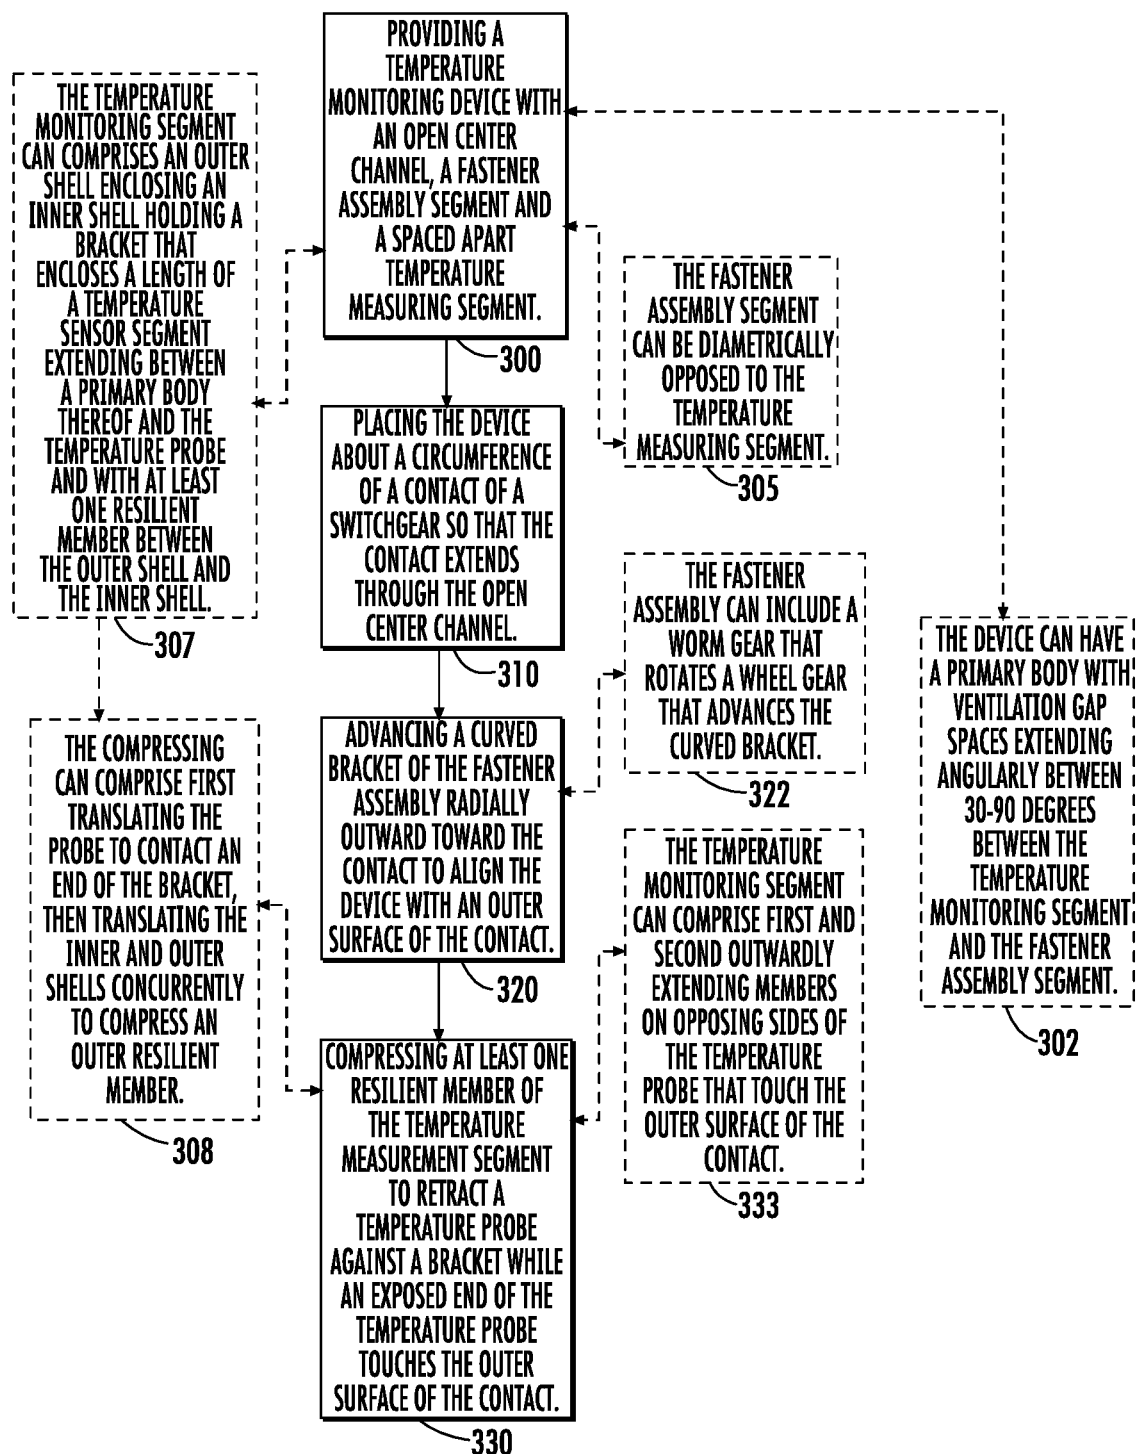 PROVIDING A
TEMPERATURE
MONITORING DEVICE WITH
AN OPEN CENTER
CHANNEL, A FASTENER
ASSEMBLY SEGMENT AND
A SPACED APART
TEMPERATURE
MEASURING SEGMENT.
300
THE TEMPERATURE
MONITORING SEGMENT
CAN COMPRISES AN OUTER
SHELL ENCLOSING AN
INNER SHELL HOLDING A
BRACKET THAT
ENCLOSES A LENGTH OF
A TEMPERATURE
SENSOR SEGMENT
EXTENDING BETWEEN
A PRIMARY BODY
THEREOF AND THE
TEMPERATURE PROBE
AND WITH AT LEAST
ONE RESILIENT
MEMBER BETWEEN
THE OUTER SHELL AND
THE INNER SHELL.
307
THE FASTENER
ASSEMBLY SEGMENT
CAN BE DIAMETRICALLY
OPPOSED TO THE
TEMPERATURE
MEASURING SEGMENT.
305
PLACING THE DEVICE
ABOUT A CIRCUMFERENCE
OF A CONTACT OF A
SWITCHGEAR SO THAT THE
CONTACT EXTENDS
THROUGH THE OPEN
CENTER CHANNEL.
310
THE FASTENER
ASSEMBLY CAN INCLUDE A
WORM GEAR THAT
ROTATES A WHEEL GEAR
THAT ADVANCES THE
CURVED BRACKET.
322
THE DEVICE CAN HAVE
A PRIMARY BODY WITH
VENTILATION GAP
SPACES EXTENDING
ANGULARLY BETWEEN
30-90 DEGREES
BETWEEN THE
TEMPERATURE
MONITORING SEGMENT
AND THE FASTENER
ASSEMBLY SEGMENT.
302
THE COMPRESSING
CAN COMPRISE FIRST
TRANSLATING THE
PROBE TO CONTACT AN
END OF THE BRACKET,
THEN TRANSLATING THE
INNER AND OUTER
SHELLS CONCURRENTLY
TO COMPRESS AN
OUTER RESILIENT
MEMBER.
308
ADVANCING A CURVED
BRACKET OF THE FASTENER
ASSEMBLY RADIALLY
OUTWARD TOWARD THE
CONTACT TO ALIGN THE
DEVICE WITH AN OUTER
SURFACE OF THE CONTACT.
320
THE TEMPERATURE
MONITORING SEGMENT
CAN COMPRISE FIRST AND
SECOND OUTWARDLY
EXTENDING MEMBERS
ON OPPOSING SIDES OF
THE TEMPERATURE
PROBE THAT TOUCH THE
OUTER SURFACE OF THE
CONTACT.
333
COMPRESSING AT LEAST ONE
RESILIENT MEMBER OF
THE TEMPERATURE
MEASUREMENT SEGMENT
TO RETRACT A
TEMPERATURE PROBE
AGAINST A BRACKET WHILE
AN EXPOSED END OF THE
TEMPERATURE PROBE
TOUCHES THE OUTER
SURFACE OF THE CONTACT.
330